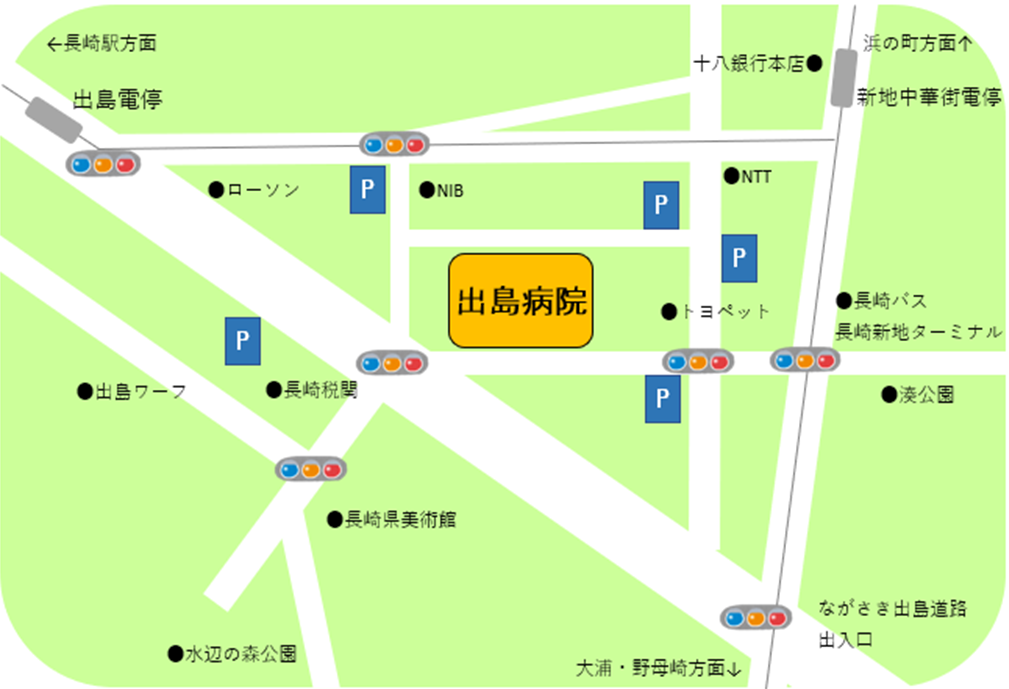 ←長崎駅方面
浜の町方面↑
十八銀行本店
出島電停
新地中華街電停
ローソン
P
NIB
P
NTT
P
出島病院
トヨペット
長崎バス
長崎新地ターミナル
P
出島ワーフ
長崎税関
P
湊公園
長崎県美術館
ながさき出島道路
出入口
水辺の森公園
大浦・野母崎方面↓